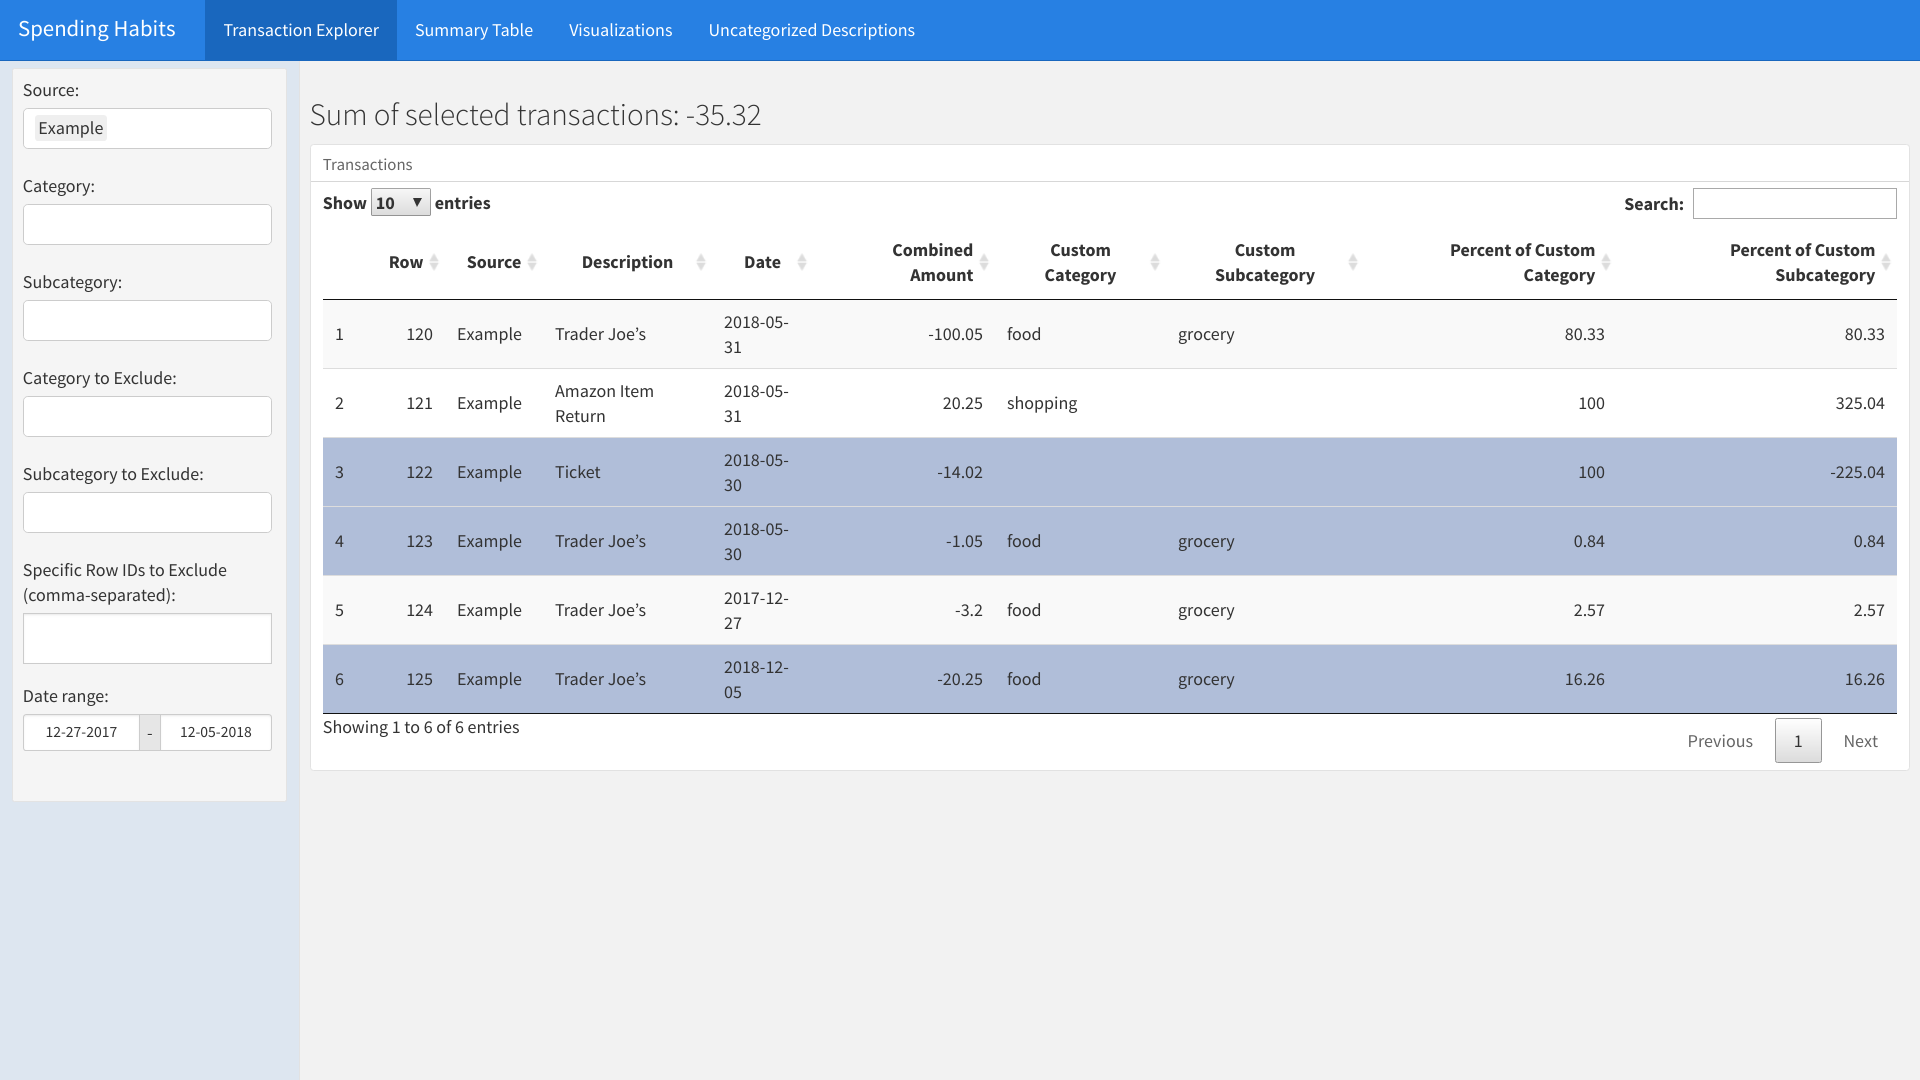 Spending Habits
Transaction Explorer
Summary Table
Visualizations
Uncategorized Descriptions
Source:
Example
Category:
Subcategory:
Category to Exclude:
Subcategory to Exclude:
Specific Row IDs to Exclude
(comma-separated):
Date range:
12-27-2017 - 12-05-2018
Sum of selected transactions: -35.32
Transactions
Show 10 entries
Search:
Row Source Description Date Combined Amount Custom Category Custom Subcategory Percent of Custom Category Percent of Custom Subcategory
1 120 Example Trader Joe’s 2018-05-31 -100.05 food grocery 80.33 80.33
2 121 Example Amazon Item Return 2018-05-31 20.25 shopping 100 325.04
3 122 Example Ticket 2018-05-30 -14.02 100 -225.04
4 123 Example Trader Joe’s 2018-05-30 -1.05 food grocery 0.84 0.84
5 124 Example Trader Joe’s 2017-12-27 -3.2 food grocery 2.57 2.57
6 125 Example Trader Joe’s 2018-12-05 -20.25 food grocery 16.26 16.26
Showing 1 to 6 of 6 entries
Previous 1 Next